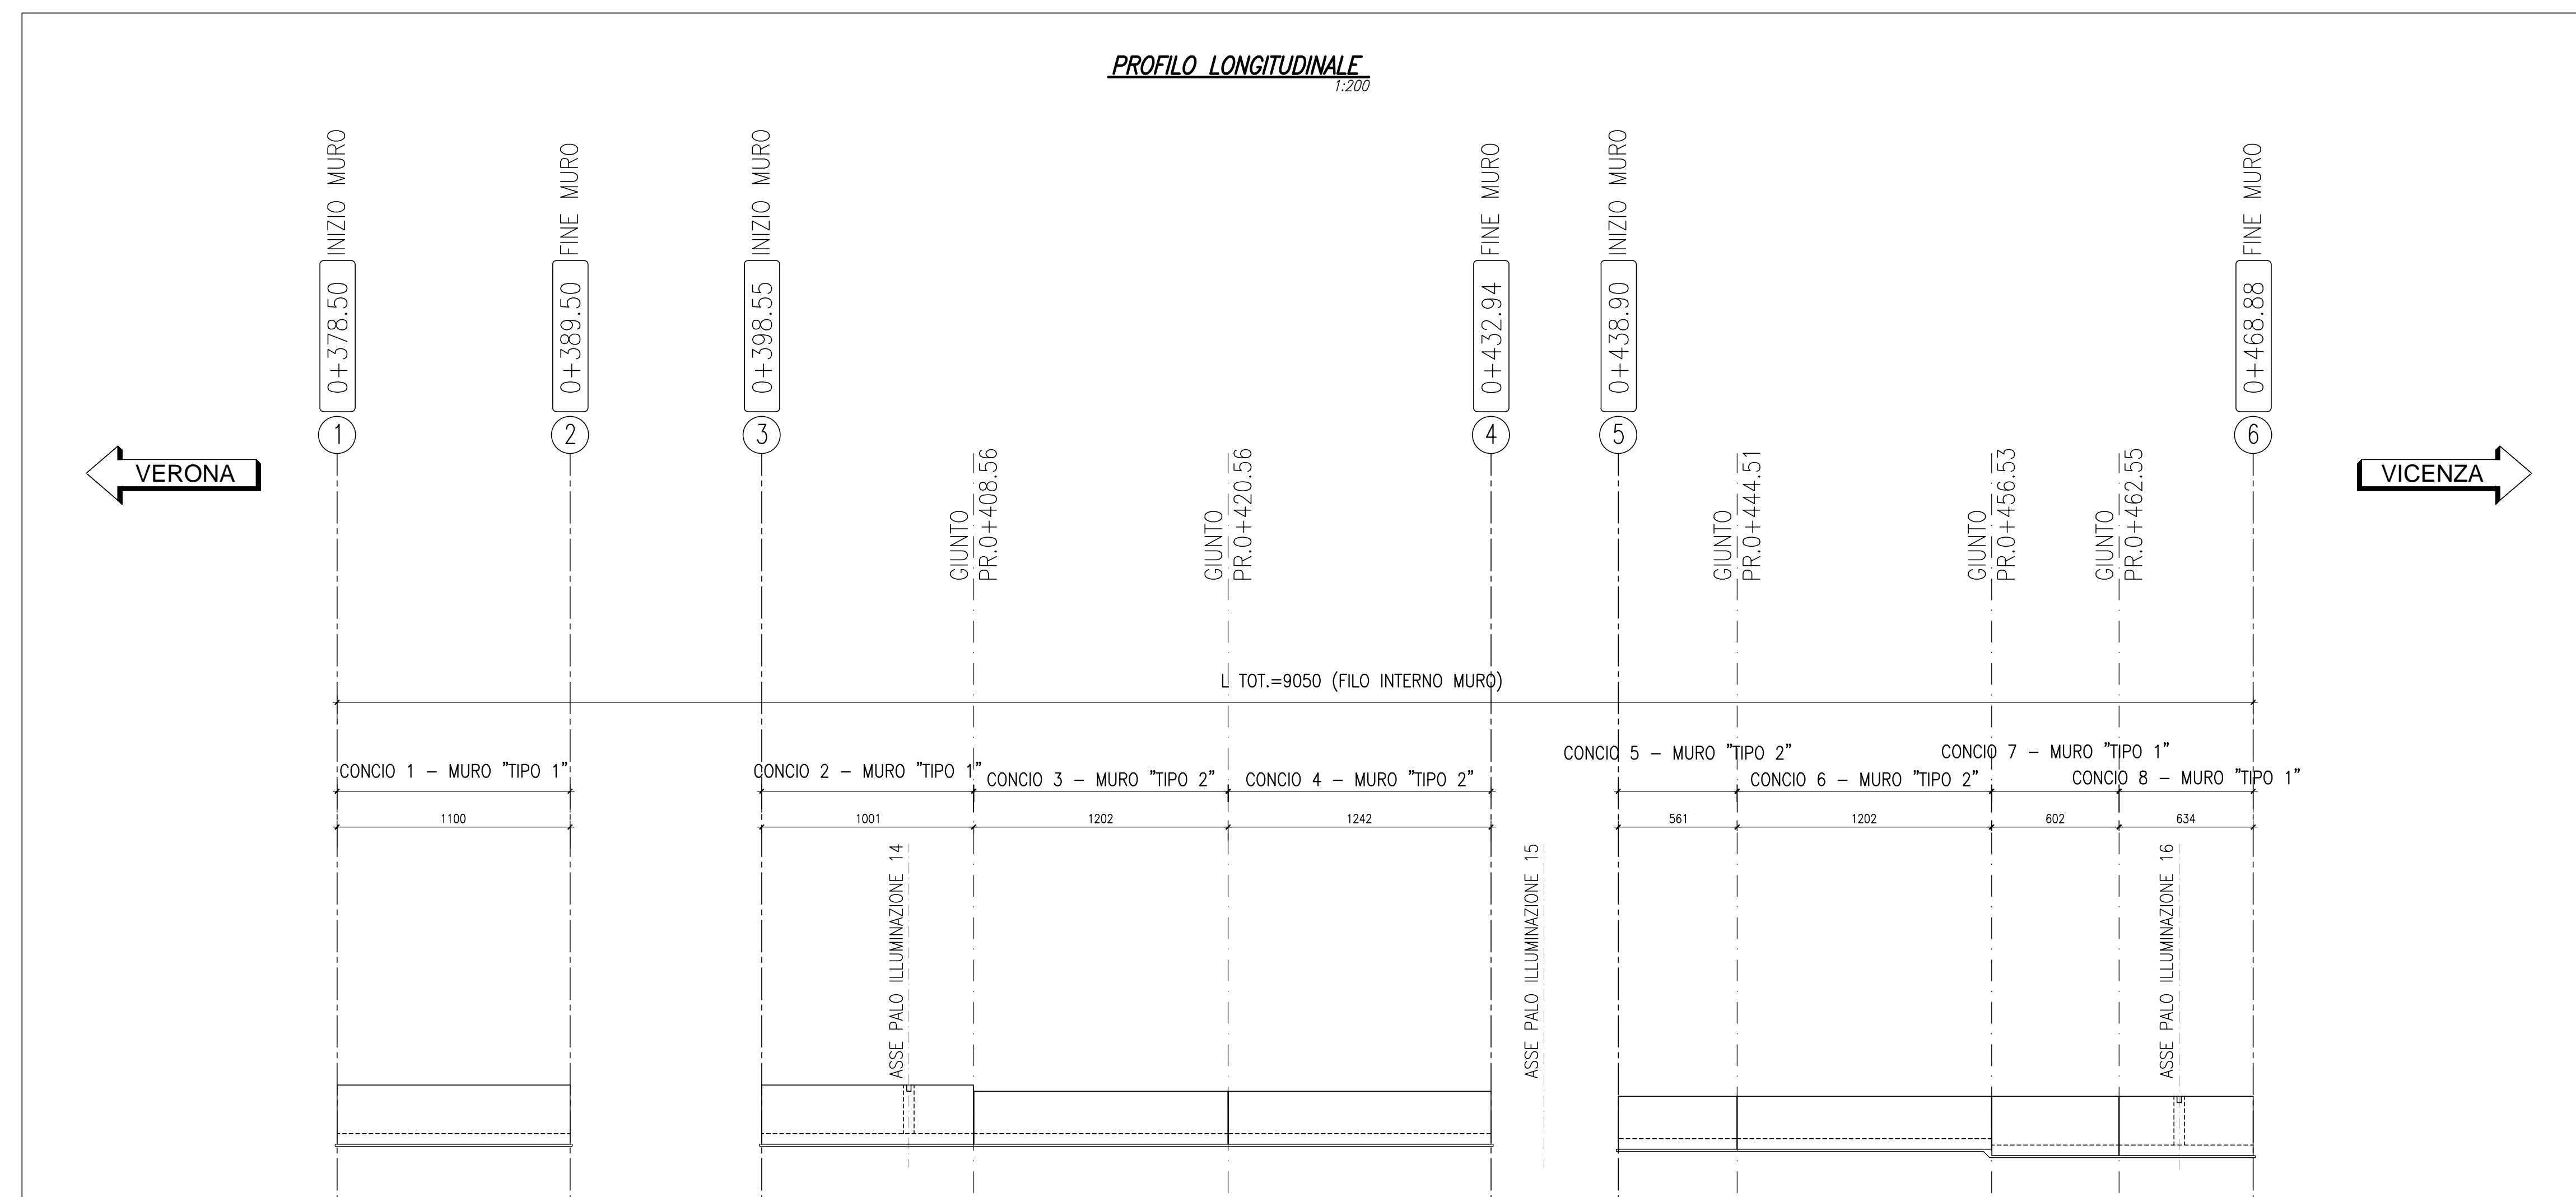 PROFILO LONGITUDINALE
1:200
INIZIO MURO
0+378.50
1
FINE MURO
0+389.50
2
INIZIO MURO
0+398.55
3
FINE MURO
0+432.94
4
INIZIO MURO
0+438.90
5
FINE MURO
0+468.88
6
VERONA
VICENZA
GIUNTO
PR.0+408.56
GIUNTO
PR.0+420.56
GIUNTO
PR.0+444.51
GIUNTO
PR.0+456.53
GIUNTO
PR.0+462.55
L TOT.=9050 (FILO INTERNO MURO)
CONCIO 1 – MURO "TIPO 1"
CONCIO 2 – MURO "TIPO 1"
CONCIO 3 – MURO "TIPO 2"
CONCIO 4 – MURO "TIPO 2"
CONCIO 5 – MURO "TIPO 2"
CONCIO 6 – MURO "TIPO 2"
CONCIO 7 – MURO "TIPO 1"
CONCIO 8 – MURO "TIPO 1"
1100
1001
1202
1242
561
1202
602
634
ASSE PALO ILLUMINAZIONE 14
ASSE PALO ILLUMINAZIONE 15
ASSE PALO ILLUMINAZIONE 16